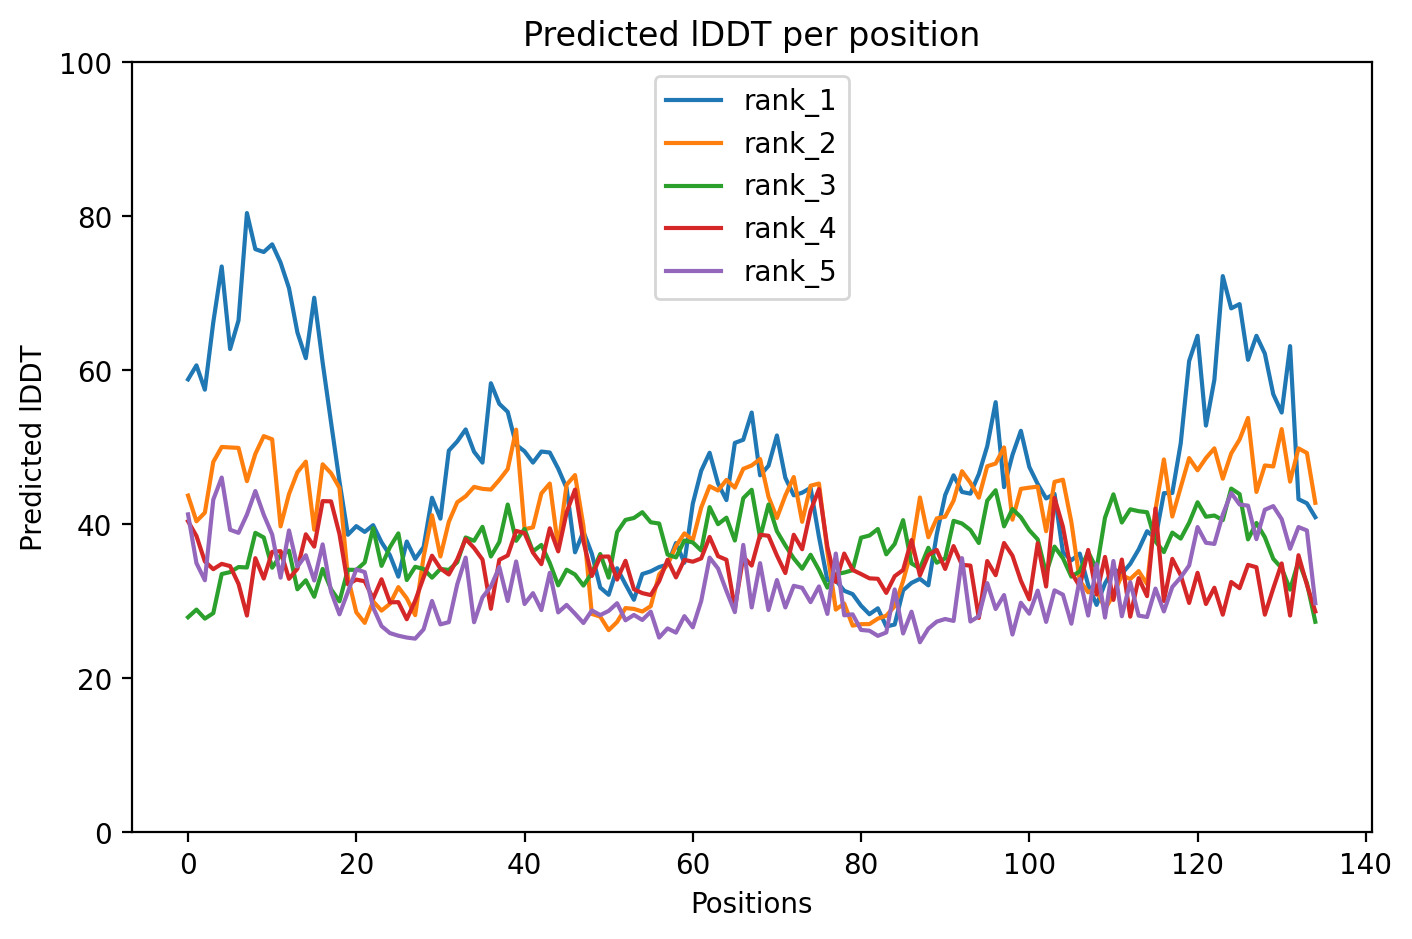 Predicted lDDT per position
100
80
60
40
20
0
Predicted lDDT
rank_1
rank_2
rank_3
rank_4
rank_5
0 20 40 60 80 100 120 140
Positions